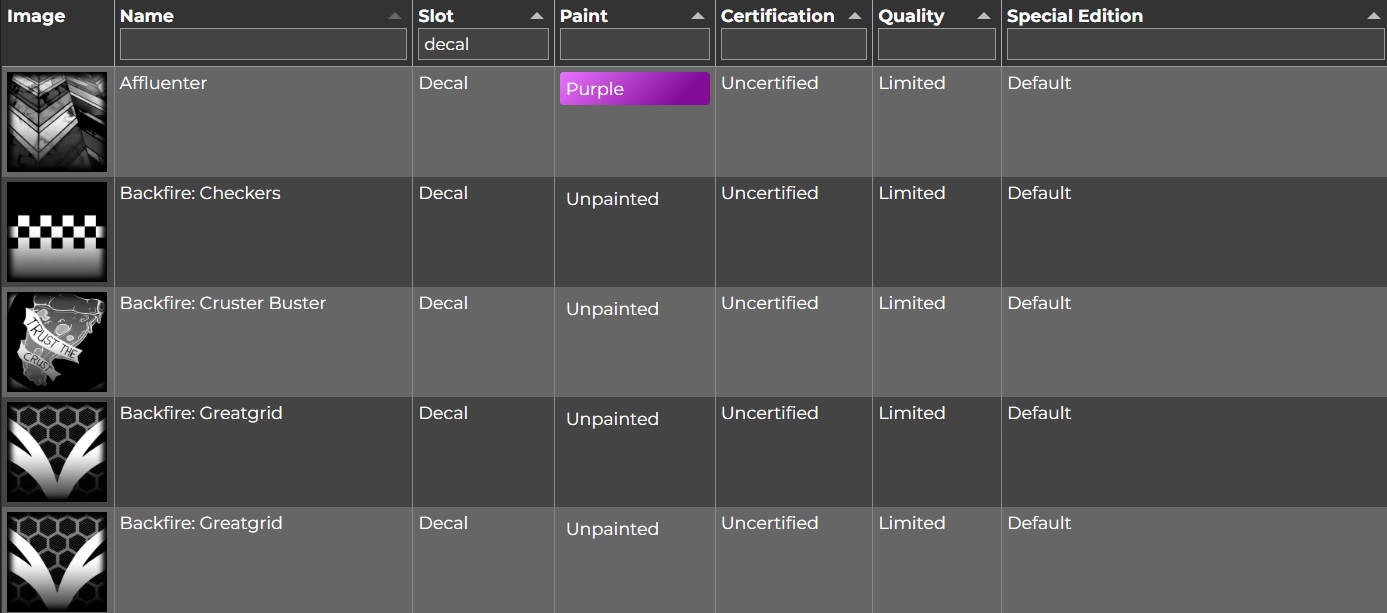 Image Name Slot Paint Certification Quality Special Edition
decal
Affluenter Decal Purple Uncertified Limited Default
Backfire: Checkers Decal Unpainted Uncertified Limited Default
Backfire: Cruster Buster Decal Unpainted Uncertified Limited Default
TRUST THE
CRUST
Backfire: Greatgrid Decal Unpainted Uncertified Limited Default
Backfire: Greatgrid Decal Unpainted Uncertified Limited Default